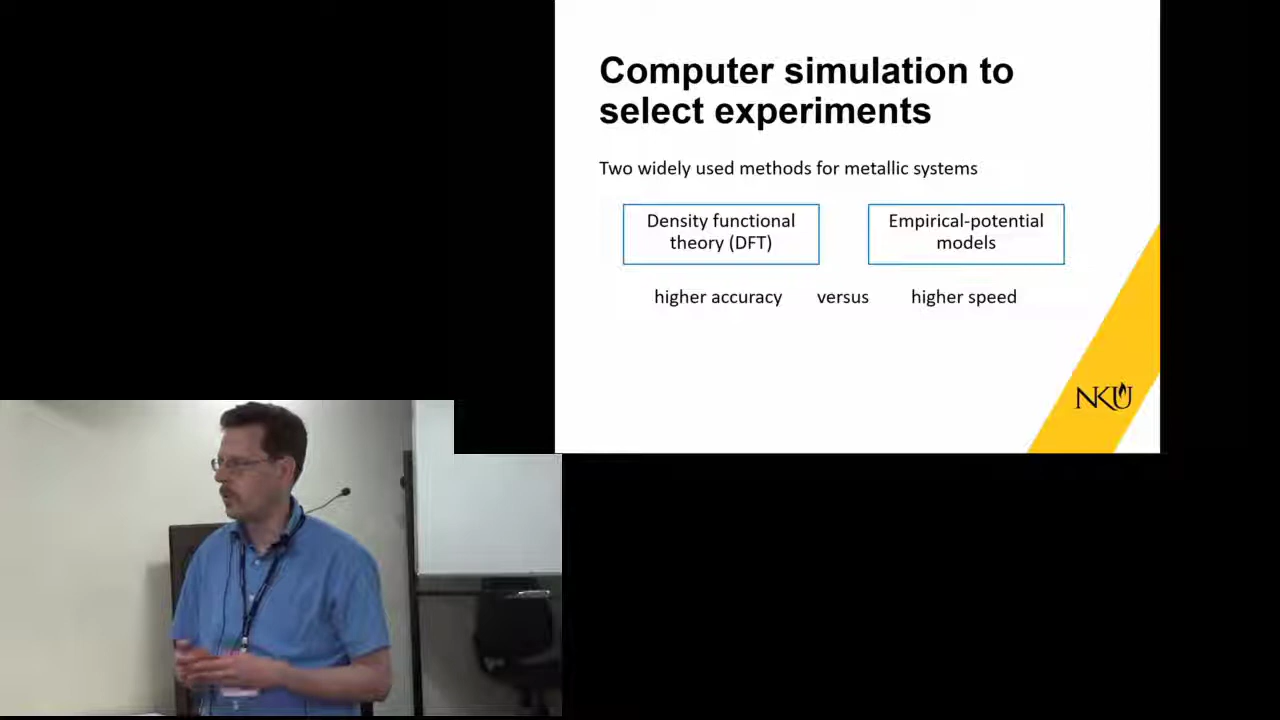 Computer simulation to
select experiments
Two widely used methods for metallic systems
Density functional
theory (DFT)
Empirical-potential
models
higher accuracy versus higher speed
NKU